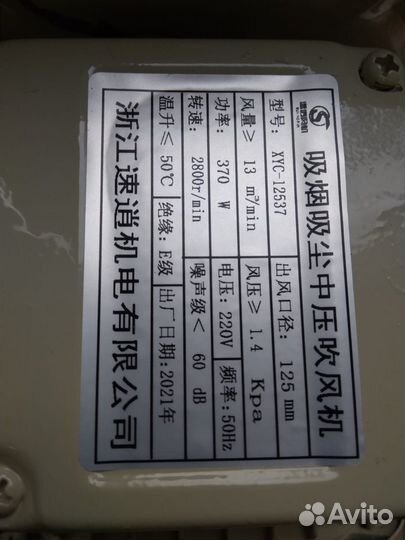 吸烟吸尘中压吹风机
型号: XYC-12537 出风口径: 125 mm
风量≥ 13 m³/min 风压≥ 1.4 Kpa
功率: 370 W 电压: 220V 频率: 50Hz
转速: 2800r/min 噪声级< 60 dB
温升≤ 50℃ 绝缘: E级 出厂日期: 2021年
浙江速逍机电有限公司
Avito